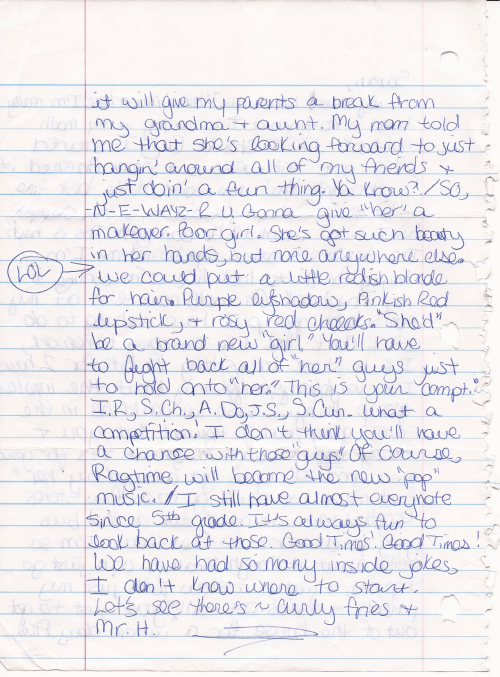 it will give my parents a break from
my grandma + aunt. My mom told
me that she's looking forward to just
hangin' around all of my friends +
just doin' a fun thing. Ya Know?! /SO,
-N-E-WAYZ-R U Gonna give "her" a
makeover. Poor girl. She's got such beauty
in her hands, but none anywhere else.
LOL
we could put a little redish blonde
for hair. Purple eyshadow, Pinkish Red
lipstick, + rosy red cheeks. "She'd"
be a brand new "girl." You'll have
to fight back all of "her" guys just
to hold onto "her." This is your compt.:
I.R., S.Ch., A.Do, J.S., S.Cun. what a
competition! I don't think you'll have
a chance with those "guys" Of course,
Ragtime will become the new "pop"
music. // I still have almost everynote
since 5th grade. It's always fun to
look back at those. Good Times! Good Times!
We have had so many inside jokes,
I don't know where to start.
Let's see there's ~ curly fries +
Mr. H.